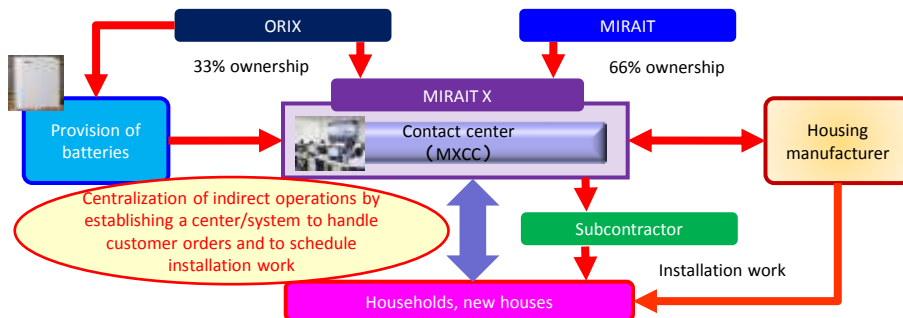 ORIX
MIRAIT
33% ownership
66% ownership
MIRAIT X
Provision of
batteries
Contact center
（MXCC）
Housing
manufacturer
Centralization of indirect operations by
establishing a center/system to handle
customer orders and to schedule
installation work
Subcontractor
Installation work
Households, new houses